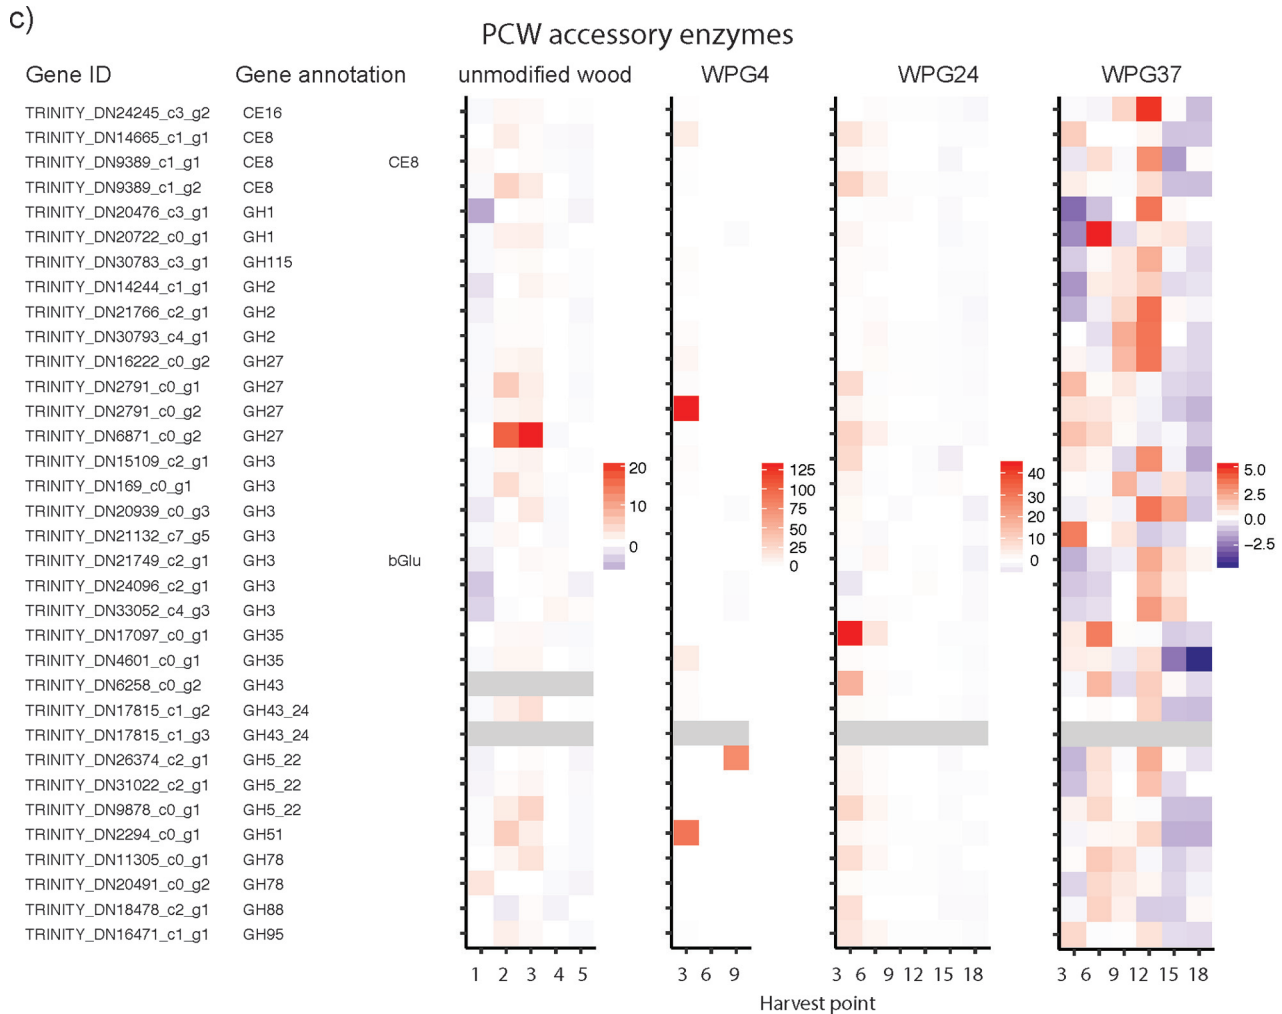 c)
PCW accessory enzymes
Gene ID Gene annotation unmodified wood WPG4 WPG24 WPG37
TRINITY_DN24245_c3_g2 CE16
TRINITY_DN14665_c1_g1 CE8
TRINITY_DN9389_c1_g1 CE8 CE8
TRINITY_DN9389_c1_g2 CE8
TRINITY_DN20476_c3_g1 GH1
TRINITY_DN20722_c0_g1 GH1
TRINITY_DN30783_c3_g1 GH115
TRINITY_DN14244_c1_g1 GH2
TRINITY_DN21766_c2_g1 GH2
TRINITY_DN30793_c4_g1 GH2
TRINITY_DN16222_c0_g2 GH27
TRINITY_DN2791_c0_g1 GH27
TRINITY_DN2791_c0_g2 GH27
TRINITY_DN6871_c0_g2 GH27
TRINITY_DN15109_c2_g1 GH3
TRINITY_DN169_c0_g1 GH3
TRINITY_DN20939_c0_g3 GH3
TRINITY_DN21132_c7_g5 GH3
TRINITY_DN21749_c2_g1 GH3 bGlu
TRINITY_DN24096_c2_g1 GH3
TRINITY_DN33052_c4_g3 GH3
TRINITY_DN17097_c0_g1 GH35
TRINITY_DN4601_c0_g1 GH35
TRINITY_DN6258_c0_g2 GH43
TRINITY_DN17815_c1_g2 GH43_24
TRINITY_DN17815_c1_g3 GH43_24
TRINITY_DN26374_c2_g1 GH5_22
TRINITY_DN31022_c2_g1 GH5_22
TRINITY_DN9878_c0_g1 GH5_22
TRINITY_DN2294_c0_g1 GH51
TRINITY_DN11305_c0_g1 GH78
TRINITY_DN20491_c0_g2 GH78
TRINITY_DN18478_c2_g1 GH88
TRINITY_DN16471_c1_g1 GH95
20
10
0
125
100
75
50
25
0
40
30
20
10
0
5.0
2.5
0.0
−2.5
1 2 3 4 5 3 6 9 3 6 9 10 12 15 18 3 6 9 12 15 18
Harvest point